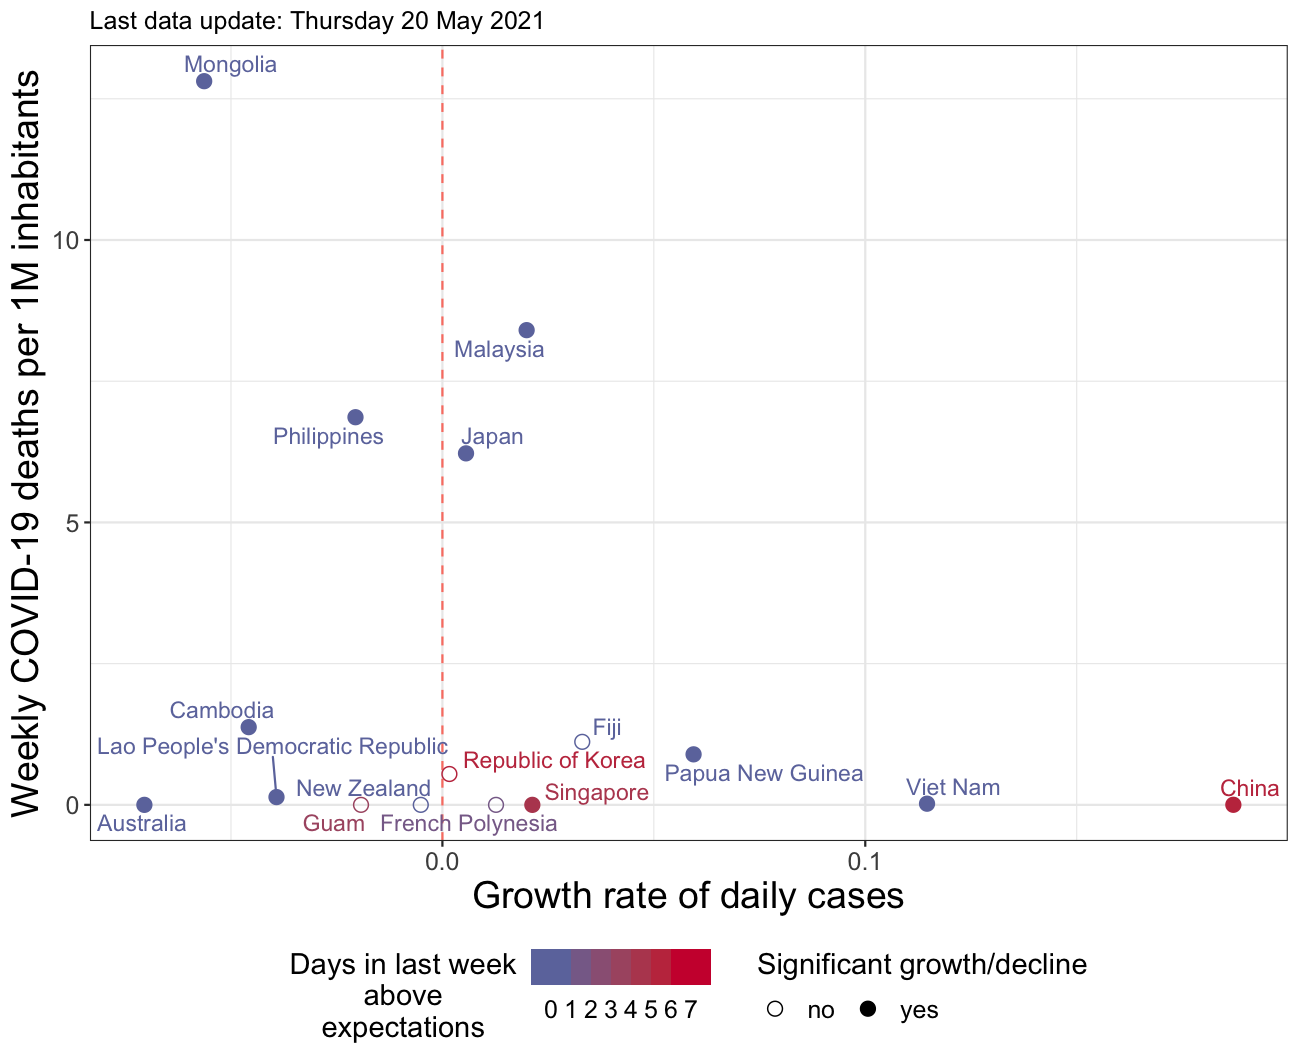 Last data update: Thursday 20 May 2021
Weekly COVID-19 deaths per 1M inhabitants
Mongolia
10
Malaysia
Philippines
Japan
5
Cambodia
Fiji
Lao People's Democratic Republic
Republic of Korea
Papua New Guinea
New Zealand
Singapore
Viet Nam
China
0
Australia
Guam
French Polynesia
0.0
0.1
Growth rate of daily cases
Days in last week
above
expectations
0 1 2 3 4 5 6 7
Significant growth/decline
no
yes